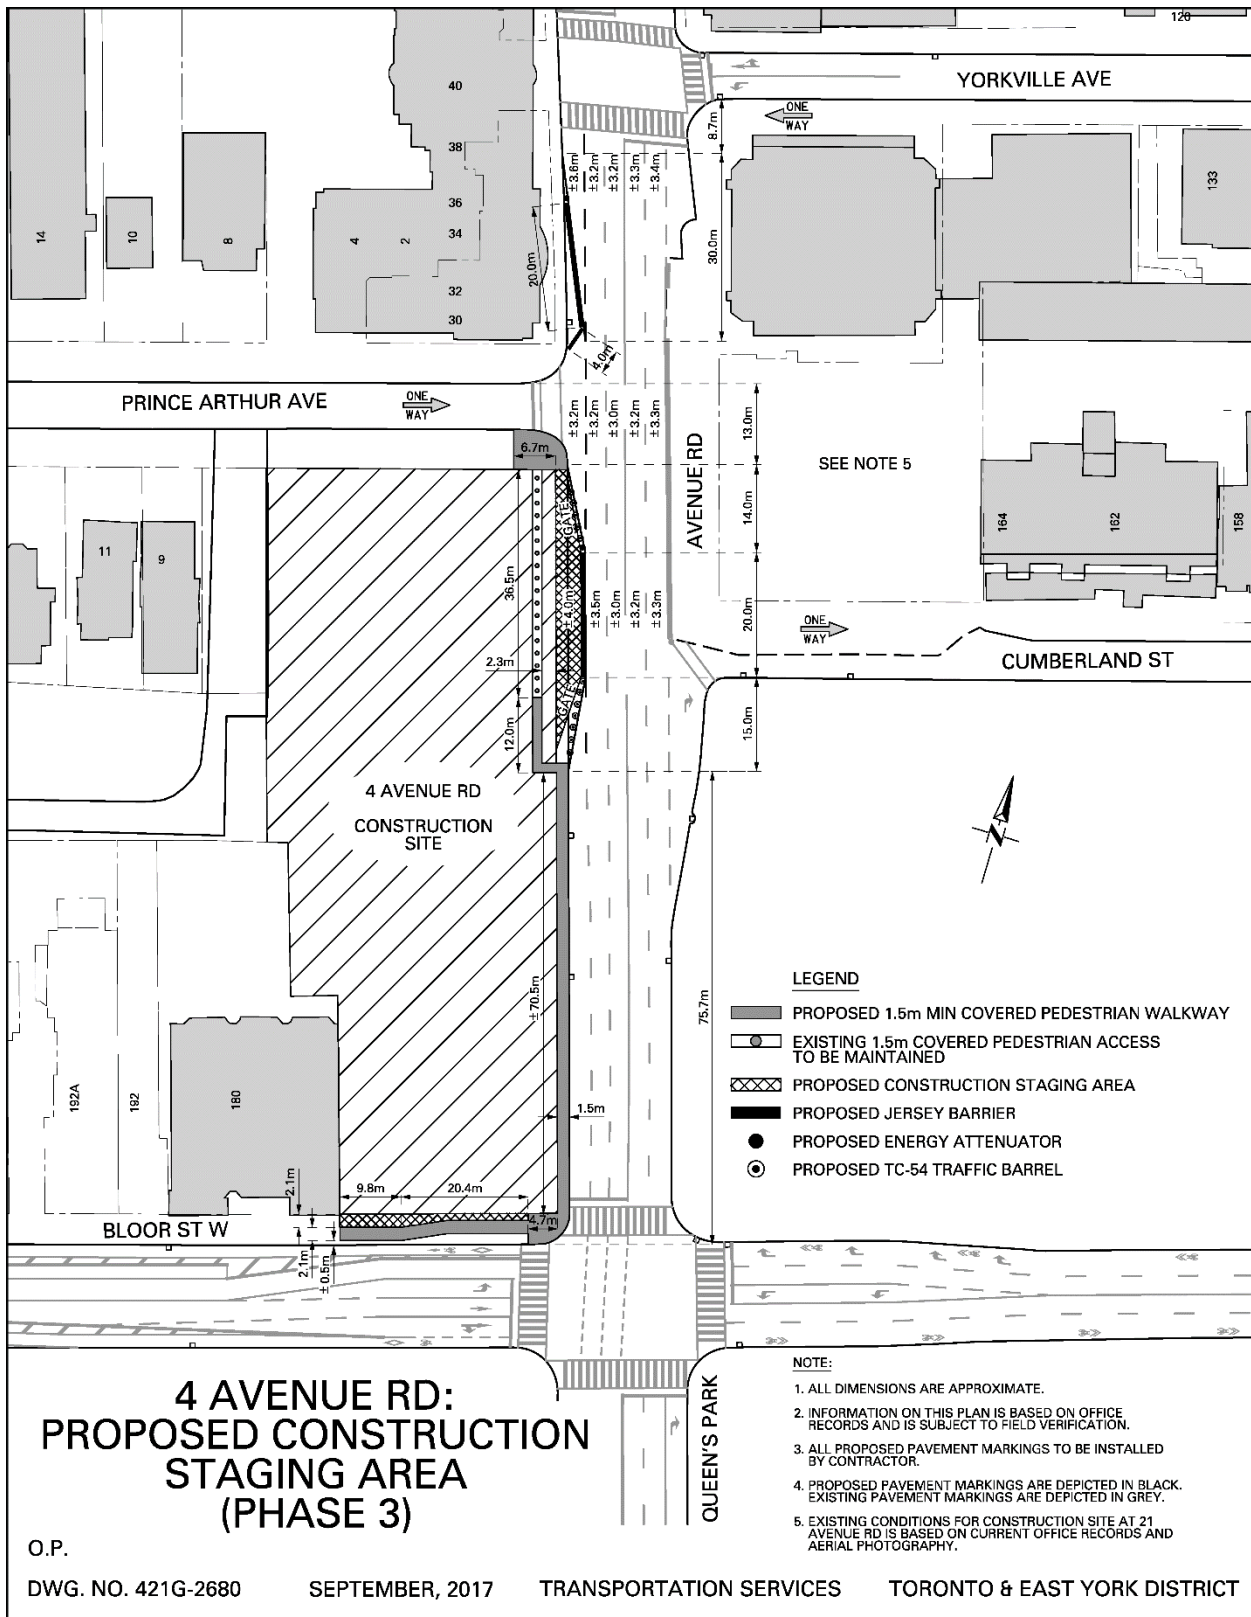 120
YORKVILLE AVE
ONE
WAY
8.7m
40
38
36
34
32
30
14
10
8
4
2
±3.6m
±3.2m
±3.2m
±3.3m
±3.4m
30.0m
133
20.0m
4.0m
PRINCE ARTHUR AVE
ONE
WAY
±3.2m
±3.2m
±3.0m
±3.2m
±3.3m
13.0m
AVENUE RD
SEE NOTE 5
6.7m
14.0m
164
162
158
11
9
GATE
36.5m
±4.0m
±3.5m
±3.0m
±3.2m
±3.3m
20.0m
ONE
WAY
CUMBERLAND ST
2.3m
GATE
12.0m
15.0m
4 AVENUE RD
CONSTRUCTION
SITE
N
±70.5m
75.7m
LEGEND
PROPOSED 1.5m MIN COVERED PEDESTRIAN WALKWAY
EXISTING 1.5m COVERED PEDESTRIAN ACCESS
TO BE MAINTAINED
PROPOSED CONSTRUCTION STAGING AREA
PROPOSED JERSEY BARRIER
PROPOSED ENERGY ATTENUATOR
PROPOSED TC-54 TRAFFIC BARREL
192A
192
180
1.5m
2.1m
9.8m
20.4m
4.7m
BLOOR ST W
2.1m
±0.5m
4 AVENUE RD:
PROPOSED CONSTRUCTION
STAGING AREA
(PHASE 3)
QUEEN'S PARK
NOTE:
1. ALL DIMENSIONS ARE APPROXIMATE.
2. INFORMATION ON THIS PLAN IS BASED ON OFFICE
RECORDS AND IS SUBJECT TO FIELD VERIFICATION.
3. ALL PROPOSED PAVEMENT MARKINGS TO BE INSTALLED
BY CONTRACTOR.
4. PROPOSED PAVEMENT MARKINGS ARE DEPICTED IN BLACK.
EXISTING PAVEMENT MARKINGS ARE DEPICTED IN GREY.
5. EXISTING CONDITIONS FOR CONSTRUCTION SITE AT 21
AVENUE RD IS BASED ON CURRENT OFFICE RECORDS AND
AERIAL PHOTOGRAPHY.
O.P.
DWG. NO. 421G-2680 SEPTEMBER, 2017 TRANSPORTATION SERVICES TORONTO & EAST YORK DISTRICT